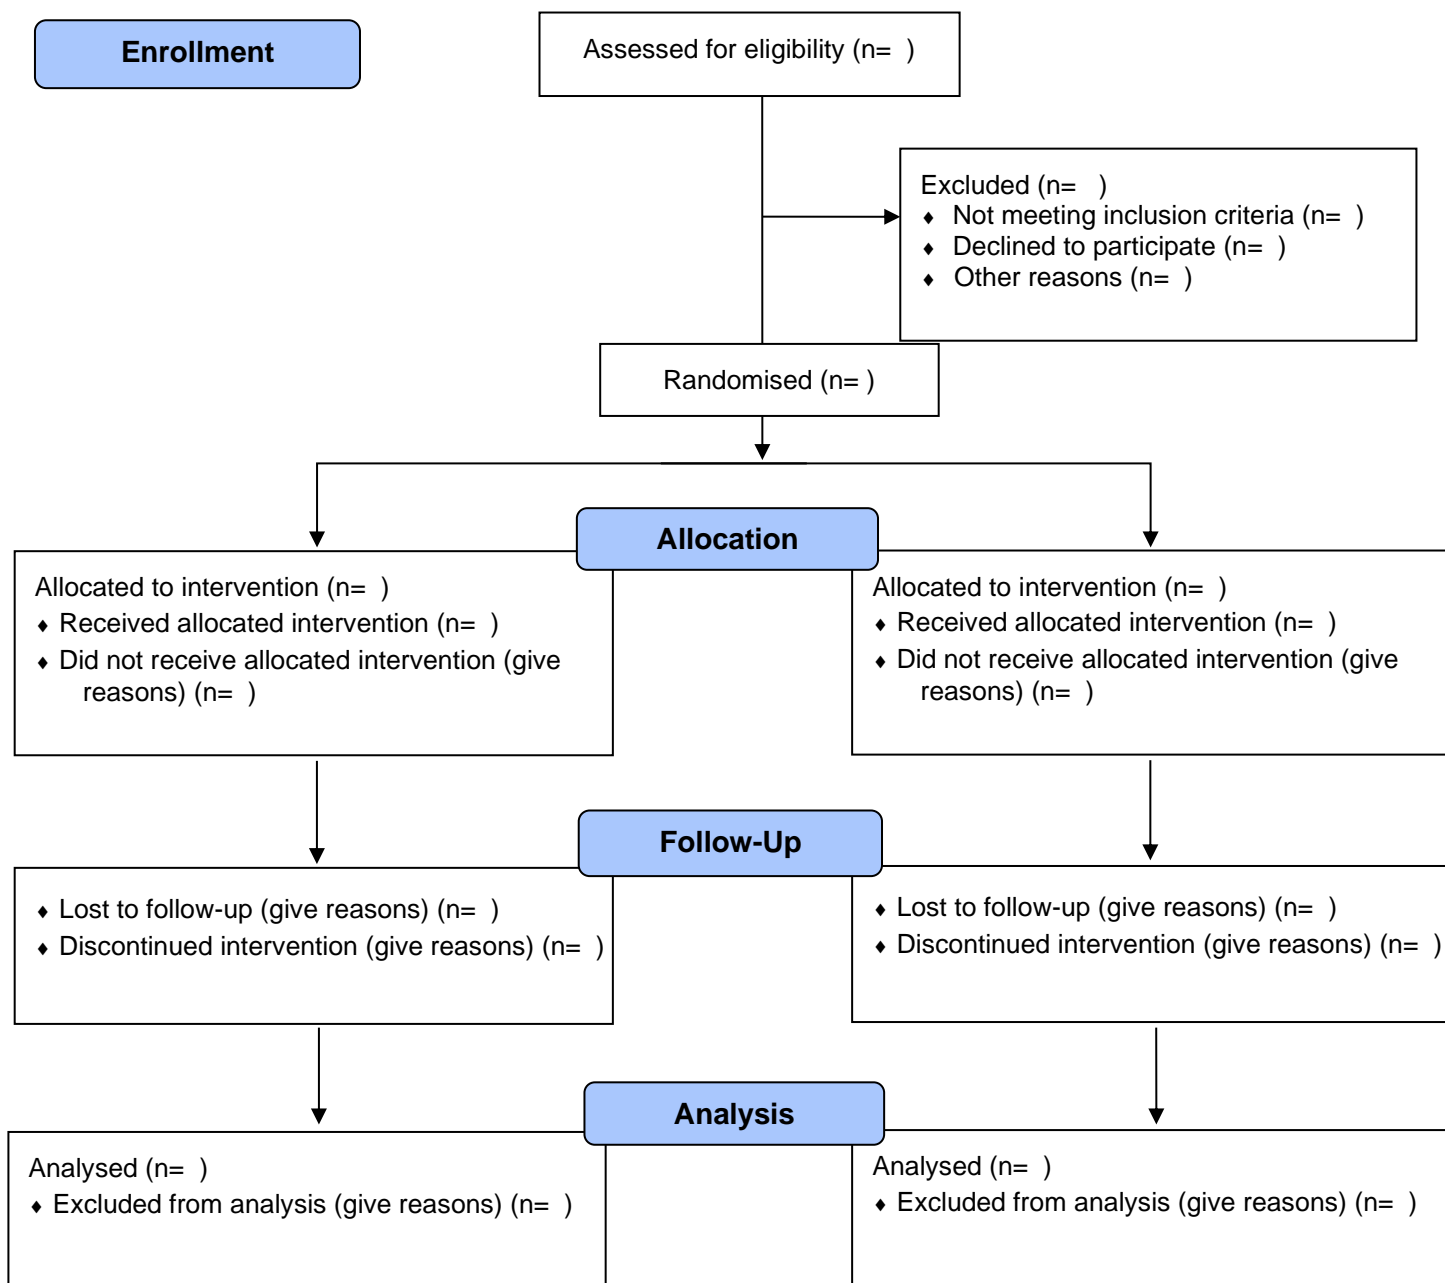 Enrollment
Assessed for eligibility (n=  )
Excluded (n=   )
♦ Not meeting inclusion criteria (n=  )
♦ Declined to participate (n=  )
♦ Other reasons (n=  )
Randomised (n= )
Allocation
Allocated to intervention (n=  )
♦ Received allocated intervention (n=  )
♦ Did not receive allocated intervention (give
reasons) (n=  )
Allocated to intervention (n=  )
♦ Received allocated intervention (n=  )
♦ Did not receive allocated intervention (give
reasons) (n=  )
Follow-Up
♦ Lost to follow-up (give reasons) (n=  )
♦ Discontinued intervention (give reasons) (n=  )
♦ Lost to follow-up (give reasons) (n=  )
♦ Discontinued intervention (give reasons) (n=  )
Analysis
Analysed (n=  )
♦ Excluded from analysis (give reasons) (n=  )
Analysed (n=  )
♦ Excluded from analysis (give reasons) (n=  )